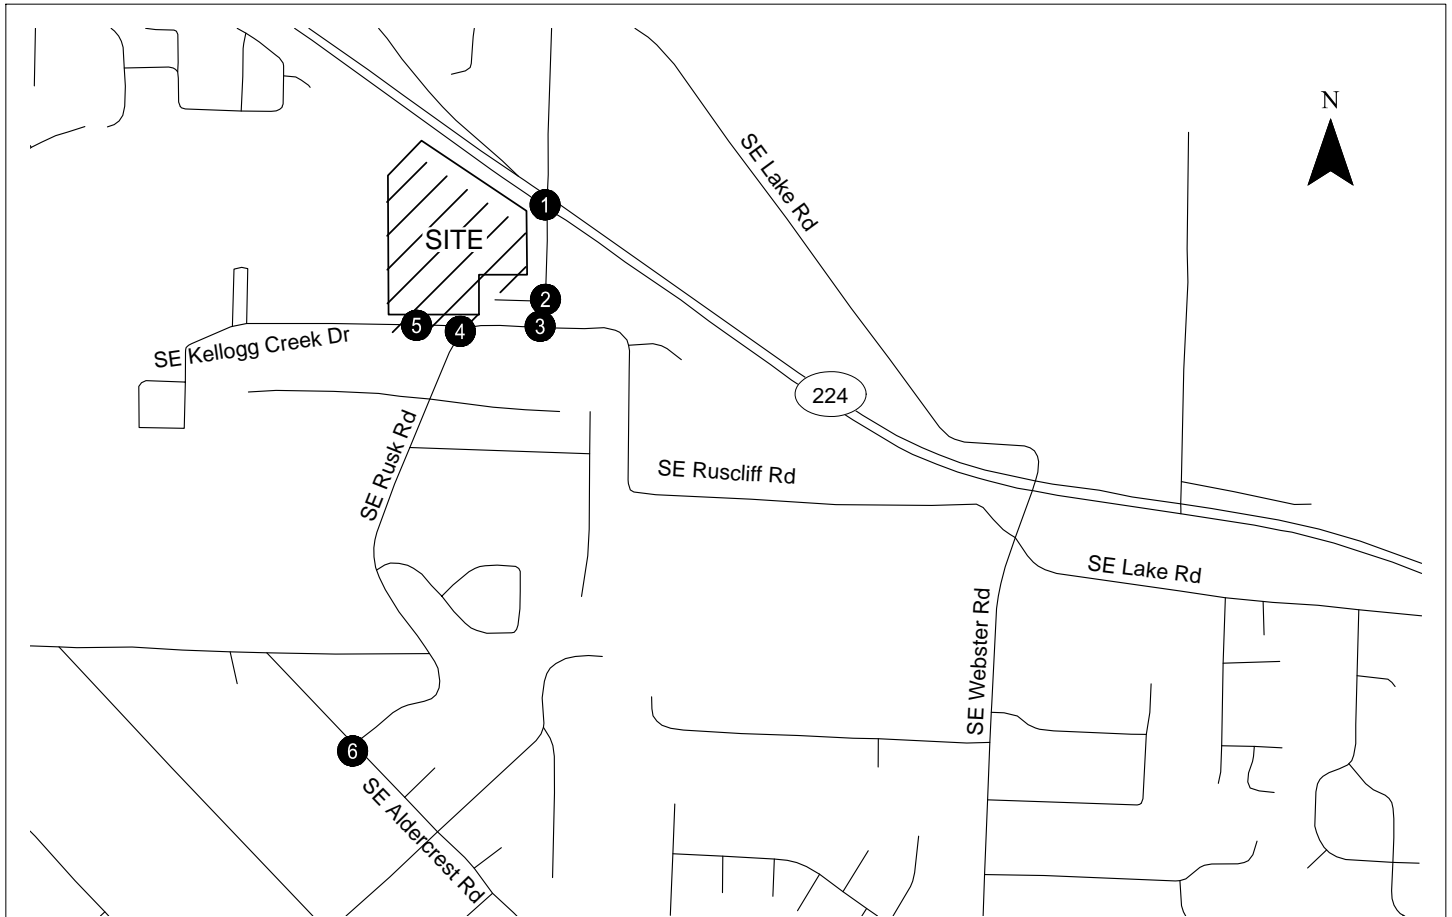 N
SE Lake Rd
1
SITE
2
5
4
3
SE Kellogg Creek Dr
224
SE Rusk Rd
SE Ruscliff Rd
SE Lake Rd
SE Webster Rd
6
SE Aldercrest Rd